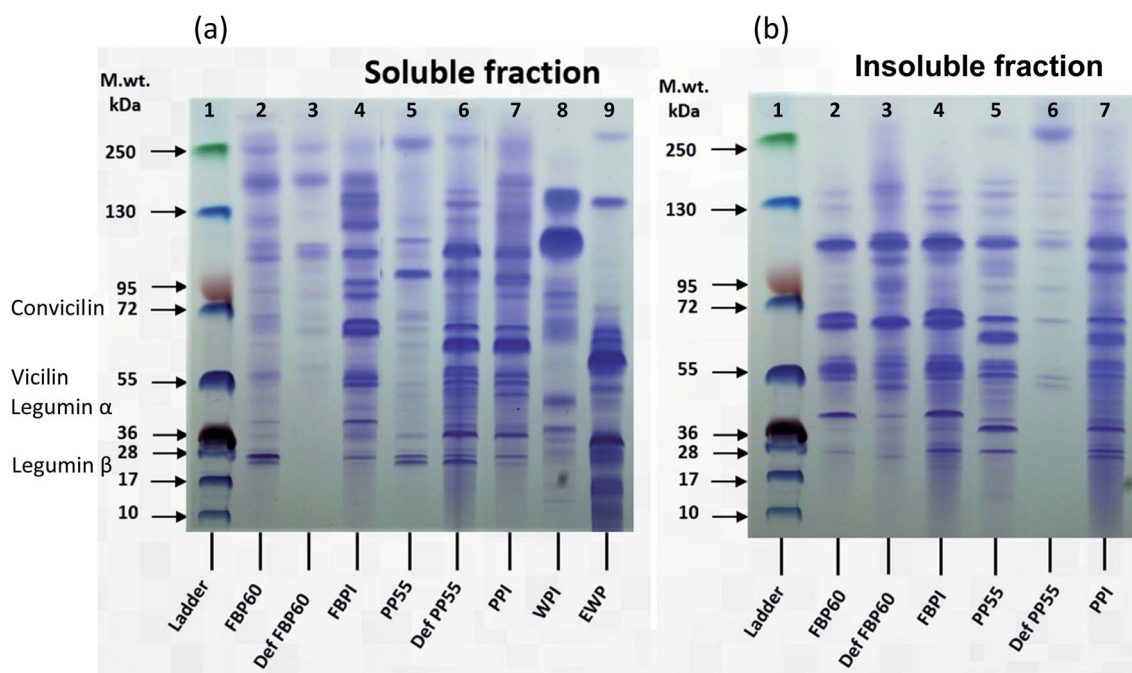 (a)
Soluble fraction
M.wt.
kDa
1 2 3 4 5 6 7 8 9
250
130
95
72
55
36
28
17
10
Convicilin
Vicilin
Legumin α
Legumin β
Ladder
FBP60
Def FBP60
FBPI
PP55
Def PP55
PPI
WPI
EWP
(b)
Insoluble fraction
M.wt.
kDa
1 2 3 4 5 6 7
250
130
95
72
55
36
28
17
10
Ladder
FBP60
Def FBP60
FBPI
PP55
Def PP55
PPI